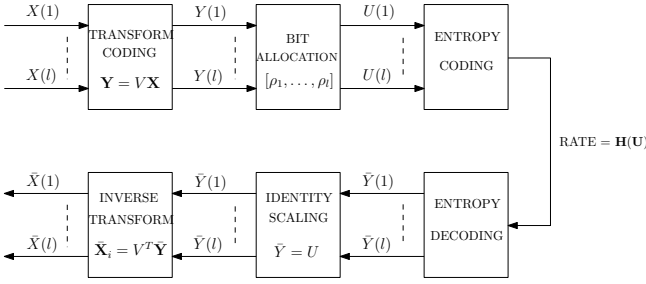 X(1) Y(1) U(1)
TRANSFORM CODING BIT ALLOCATION ENTROPY CODING
X(l) Y = VX Y(l) [ρ₁, . . . , ρₗ] U(l)
RATE = H(U)
X̄(1) Ȳ(1) Ȳ(1)
INVERSE TRANSFORM IDENTITY SCALING ENTROPY DECODING
X̄(l) X̄ᵢ = VᵀȲ Ȳ(l) Ȳ = U Ȳ(l)